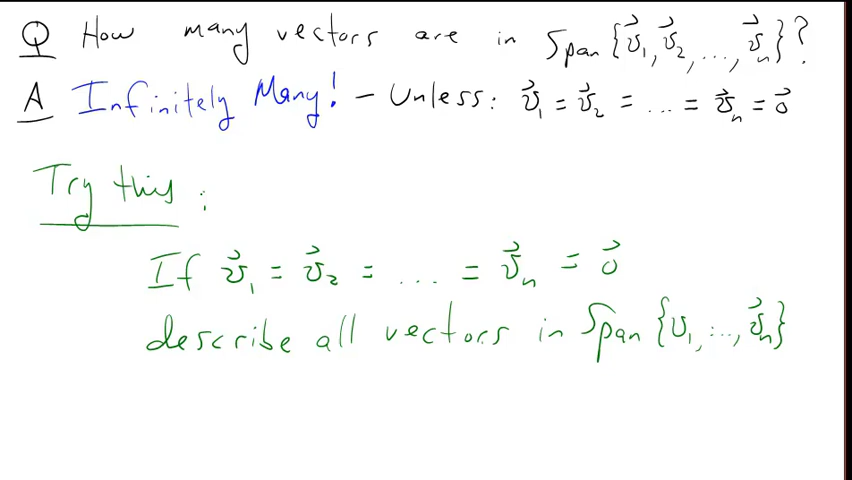 Q How many vectors are in Span{v⃗₁, v⃗₂, ..., v⃗ₙ}?
A Infinitely Many! - Unless: v⃗₁ = v⃗₂ = ... = v⃗ₙ = 0⃗
Try this:
If v⃗₁ = v⃗₂ = ... = v⃗ₙ = 0⃗
describe all vectors in Span{v₁, ..., v⃗ₙ}